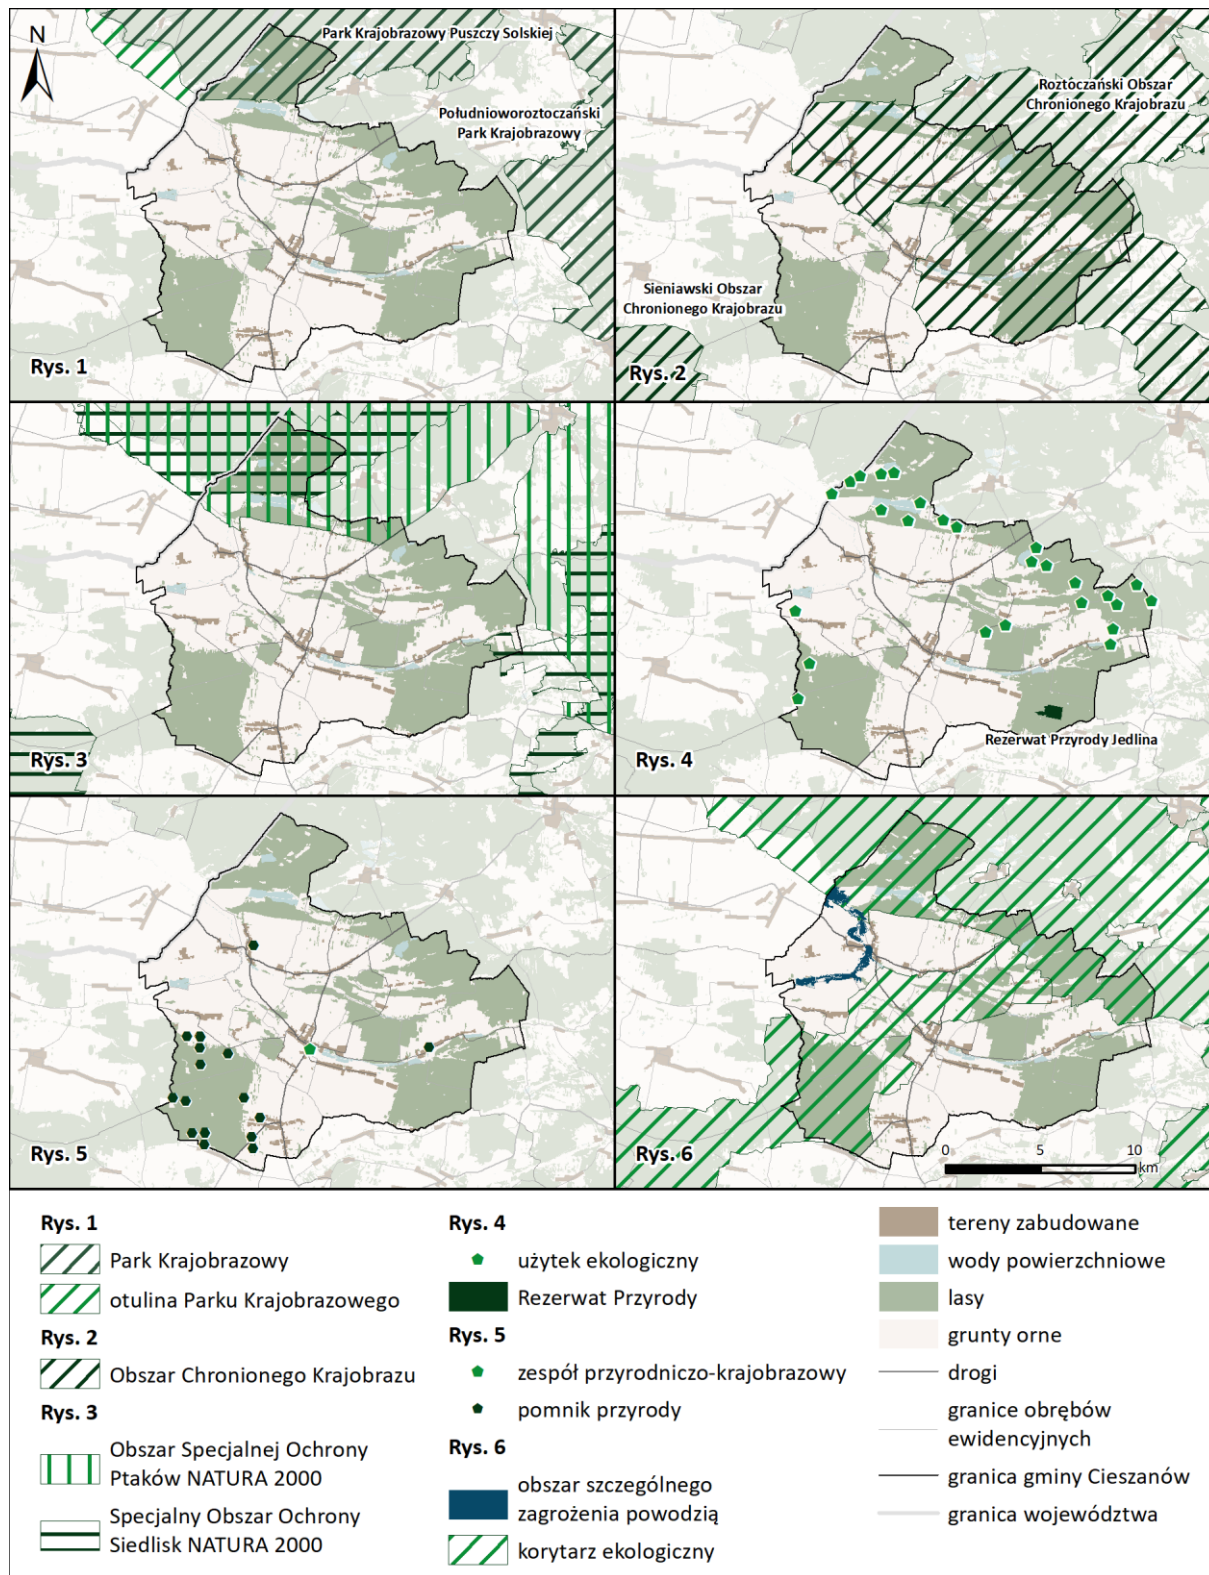 N
Park Krajobrazowy Puszczy Solskiej
Południoworoztoczański
Park Krajobrazowy
Rys. 1
Roztoczański Obszar
Chronionego Krajobrazu
Sieniawski Obszar
Chronionego Krajobrazu
Rys. 2
Rys. 3
Rezerwat Przyrody Jedlina
Rys. 4
Rys. 5
Rys. 6
0 5 10
km
Rys. 1
Park Krajobrazowy
otulina Parku Krajobrazowego
Rys. 2
Obszar Chronionego Krajobrazu
Rys. 3
Obszar Specjalnej Ochrony
Ptaków NATURA 2000
Specjalny Obszar Ochrony
Siedlisk NATURA 2000
Rys. 4
użytek ekologiczny
Rezerwat Przyrody
Rys. 5
zespół przyrodniczo-krajobrazowy
pomnik przyrody
Rys. 6
obszar szczególnego
zagrożenia powodzią
korytarz ekologiczny
tereny zabudowane
wody powierzchniowe
lasy
grunty orne
drogi
granice obrębów
ewidencyjnych
granica gminy Cieszanów
granica województwa